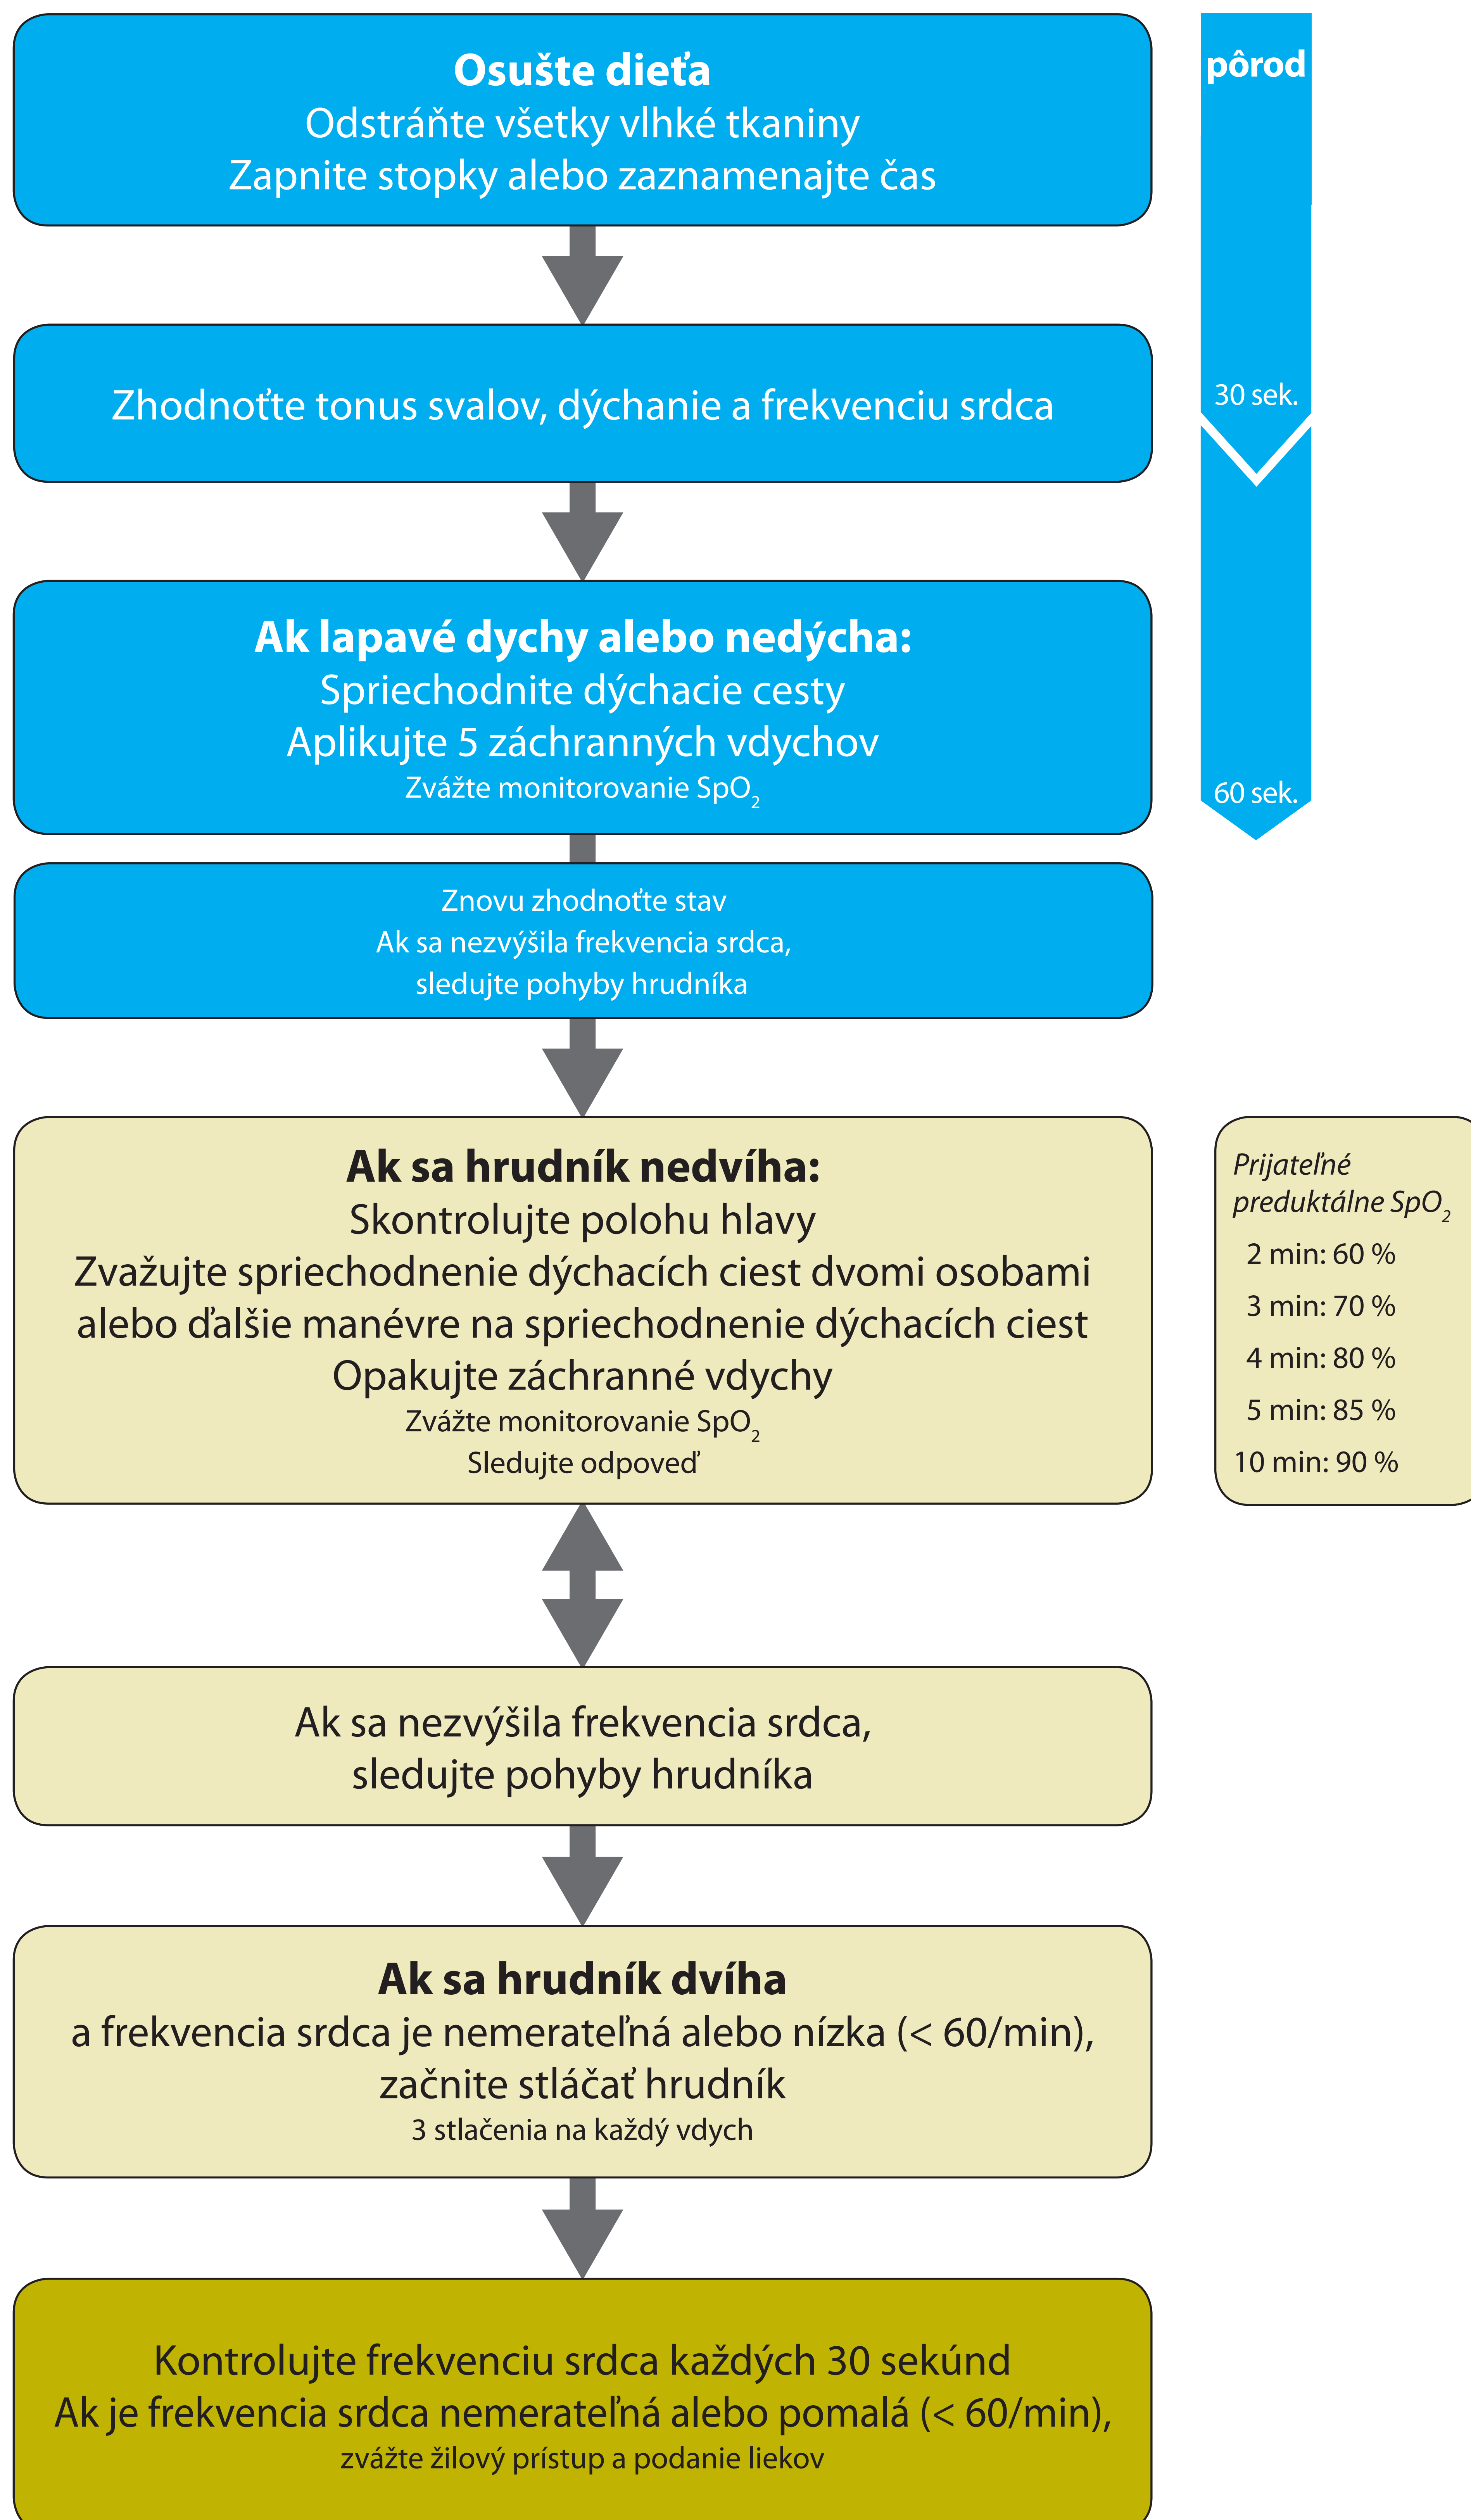 Osušte dieťa
Odstráňte všetky vlhké tkaniny
Zapnite stopky alebo zaznamenajte čas
pôrod
Zhodnoťte tonus svalov, dýchanie a frekvenciu srdca
30 sek.
Ak lapavé dychy alebo nedýcha:
Spriechodnite dýchacie cesty
Aplikujte 5 záchranných vdychov
Zvážte monitorovanie SpO₂
60 sek.
Znovu zhodnoťte stav
Ak sa nezvýšila frekvencia srdca,
sledujte pohyby hrudníka
Ak sa hrudník nedvíha:
Skontrolujte polohu hlavy
Zvažujte spriechodnenie dýchacích ciest dvomi osobami
alebo ďalšie manévre na spriechodnenie dýchacích ciest
Opakujte záchranné vdychy
Zvážte monitorovanie SpO₂
Sledujte odpoveď
Prijateľné
preduktálne SpO₂
2 min: 60 %
3 min: 70 %
4 min: 80 %
5 min: 85 %
10 min: 90 %
Ak sa nezvýšila frekvencia srdca,
sledujte pohyby hrudníka
Ak sa hrudník dvíha
a frekvencia srdca je nemerateľná alebo nízka (< 60/min),
začnite stláčať hrudník
3 stlačenia na každý vdych
Kontrolujte frekvenciu srdca každých 30 sekúnd
Ak je frekvencia srdca nemerateľná alebo pomalá (< 60/min),
zvážte žilový prístup a podanie liekov